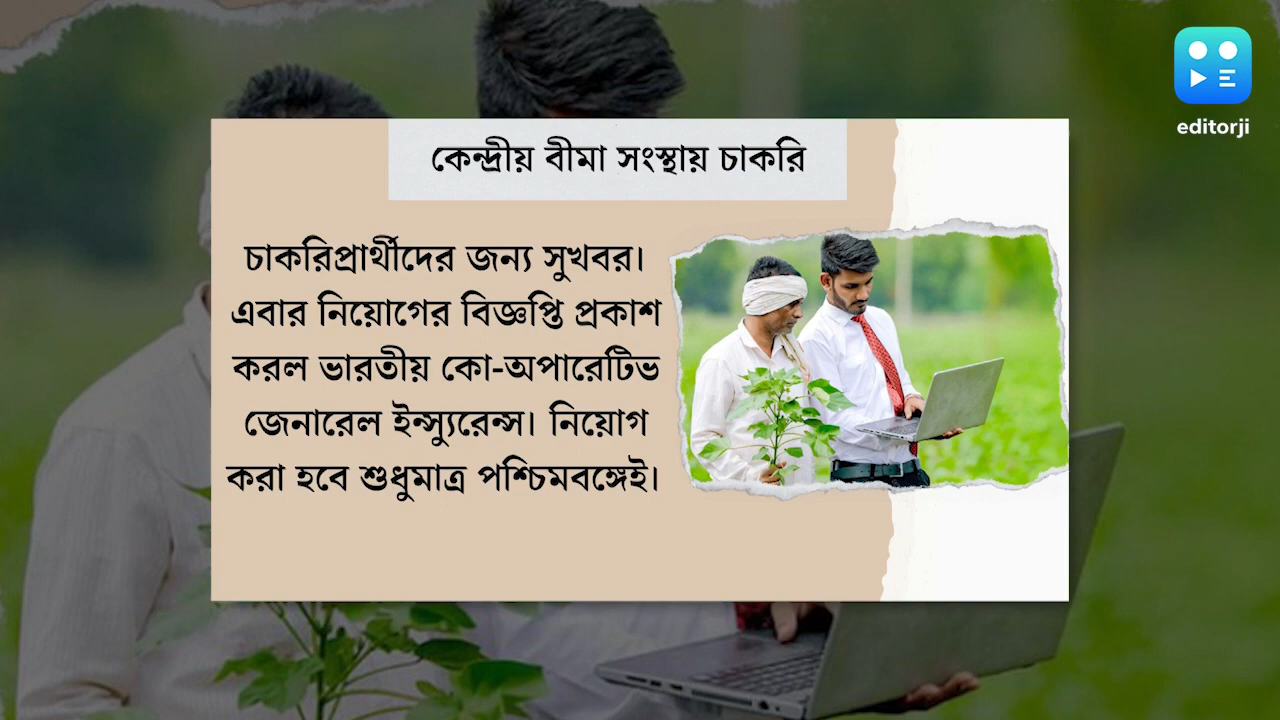 editorji
কেন্দ্রীয় বীমা সংস্থায় চাকরি
চাকরিপ্রার্থীদের জন্য সুখবর।
এবার নিয়োগের বিজ্ঞপ্তি প্রকাশ
করল ভারতীয় কো-অপারেটিভ
জেনারেল ইন্স্যুরেন্স। নিয়োগ
করা হবে শুধুমাত্র পশ্চিমবঙ্গেই।